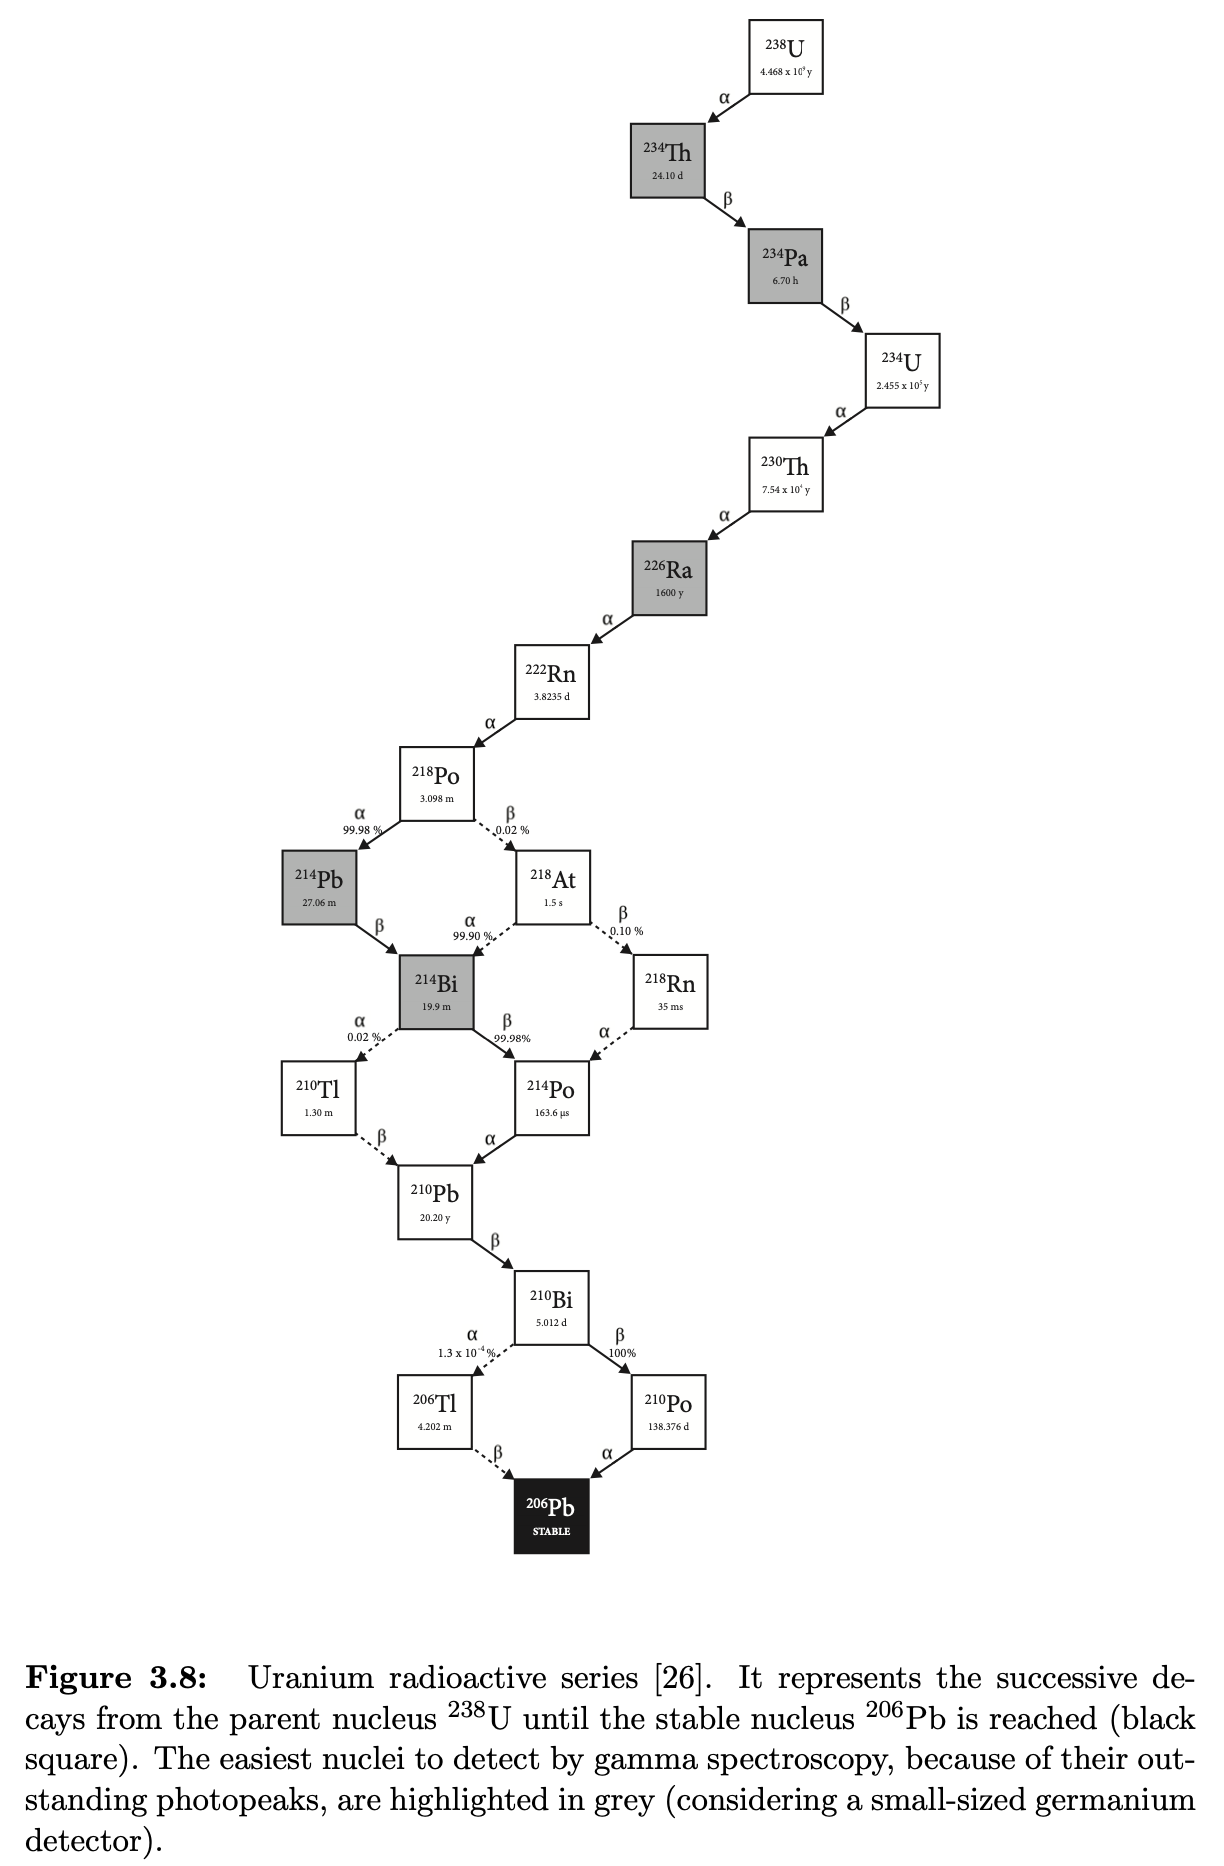 ²³⁸U
4.468 x 10⁹ y
α
²³⁴Th
24.10 d
β
²³⁴Pa
6.70 h
β
²³⁴U
2.455 x 10⁵ y
α
²³⁰Th
7.54 x 10⁴ y
α
²²⁶Ra
1600 y
α
²²²Rn
3.8235 d
α
²¹⁸Po
3.098 m
α
99.98 %
β
0.02 %
²¹⁴Pb
27.06 m
²¹⁸At
1.5 s
β
α
99.90 %
β
0.10 %
²¹⁴Bi
19.9 m
²¹⁸Rn
35 ms
α
0.02 %
β
99.98%
α
²¹⁰Tl
1.30 m
²¹⁴Po
163.6 µs
β
α
²¹⁰Pb
20.20 y
β
²¹⁰Bi
5.012 d
α
1.3 x 10⁻⁴ %
β
100%
²⁰⁶Tl
4.202 m
²¹⁰Po
138.376 d
β
α
²⁰⁶Pb
STABLE
Figure 3.8: Uranium radioactive series [26]. It represents the successive de-
cays from the parent nucleus ²³⁸U until the stable nucleus ²⁰⁶Pb is reached (black
square). The easiest nuclei to detect by gamma spectroscopy, because of their out-
standing photopeaks, are highlighted in grey (considering a small-sized germanium
detector).